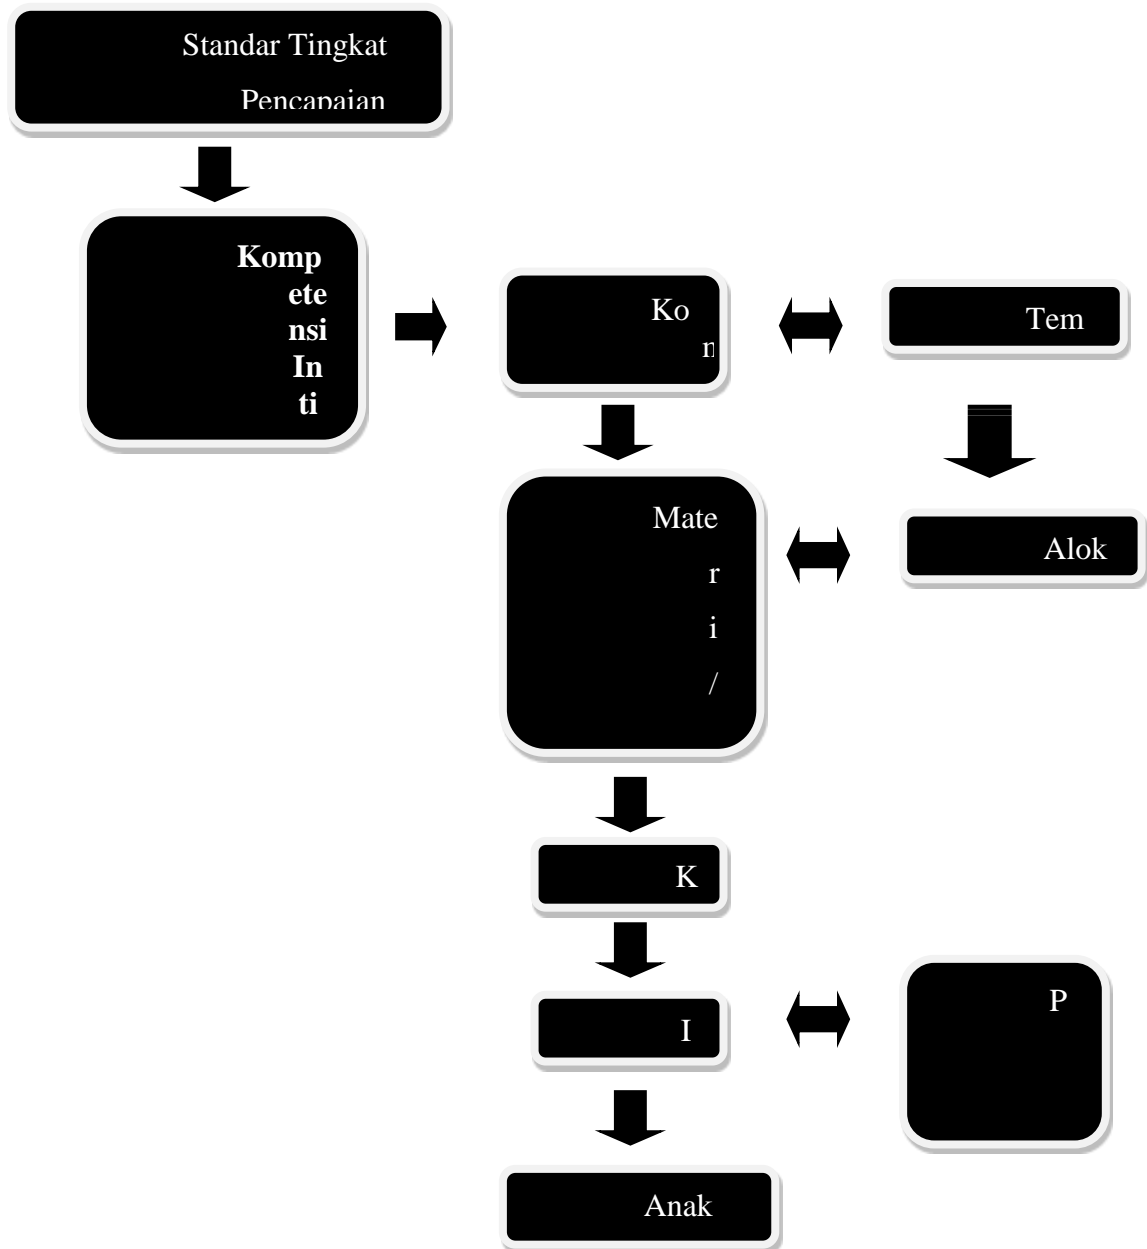 Standar Tingkat
Pencapaian
Komp
ete
nsi
In
ti
Ko
n
Tem
Mate
r
i
/
Alok
K
I
P
Anak